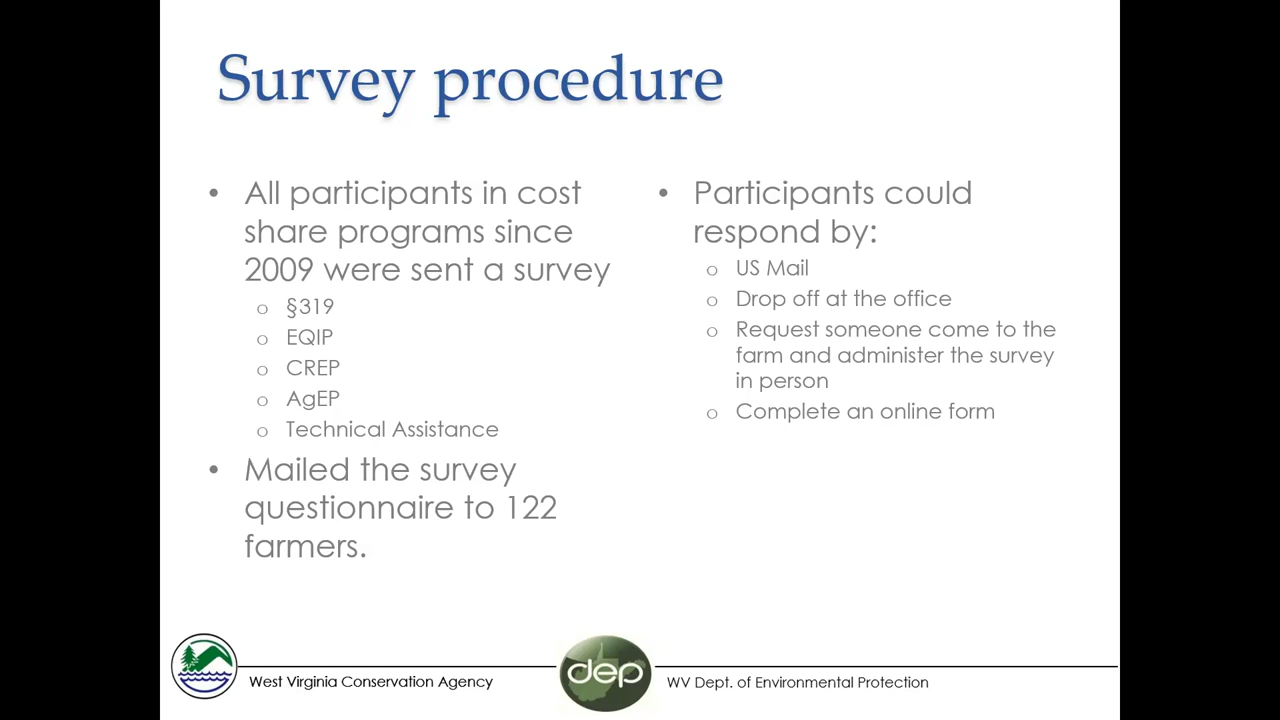 Survey procedure
• All participants in cost
share programs since
2009 were sent a survey
o §319
o EQIP
o CREP
o AgEP
o Technical Assistance
• Mailed the survey
questionnaire to 122
farmers.
• Participants could
respond by:
o US Mail
o Drop off at the office
o Request someone come to the
farm and administer the survey
in person
o Complete an online form
West Virginia Conservation Agency
dep
WV Dept. of Environmental Protection